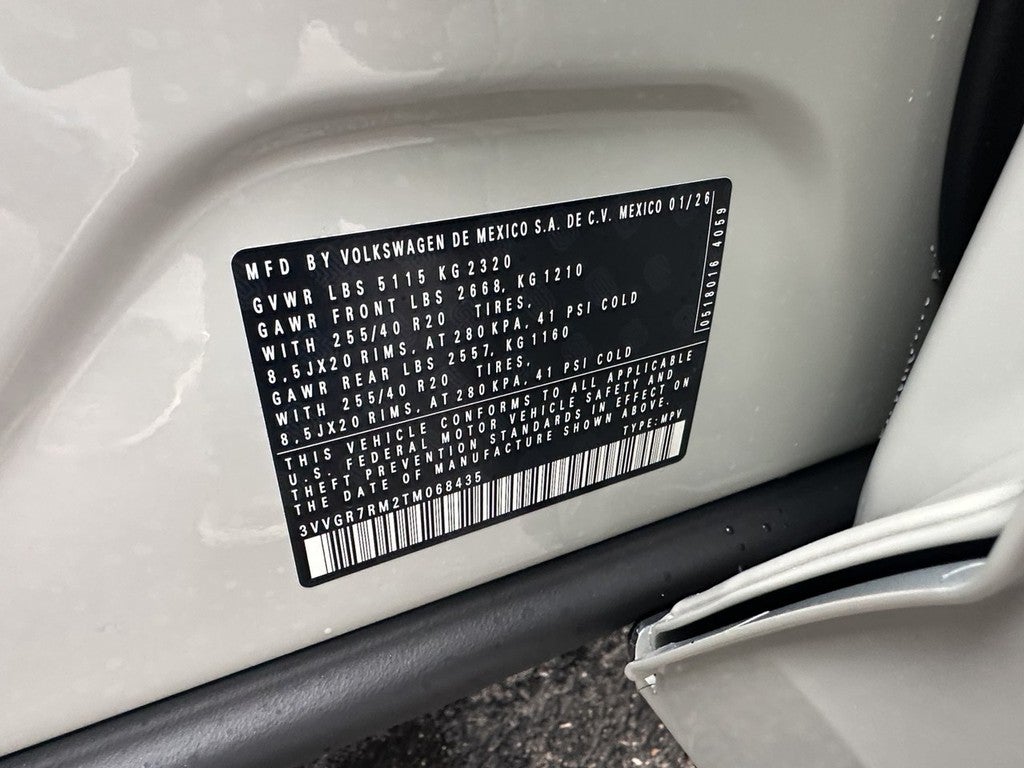 MFD BY VOLKSWAGEN DE MEXICO S.A. DE C.V. MEXICO 01/26
GVWR LBS 5115 KG 2320
GAWR FRONT LBS 2668, KG 1210
WITH 255/40 R20 TIRES,
8,5JX20 RIMS, AT 280 KPA, 41 PSI COLD
GAWR REAR LBS 2557, KG 1160
WITH 255/40 R20 TIRES,
8,5JX20 RIMS, AT 280 KPA, 41 PSI COLD
0518016 4059
THIS VEHICLE CONFORMS TO ALL APPLICABLE
U.S. FEDERAL MOTOR VEHICLE SAFETY AND
THEFT PREVENTION STANDARDS IN EFFECT ON
THE DATE OF MANUFACTURE SHOWN ABOVE.
3VVGR7RM2TM068435 TYPE: MPV